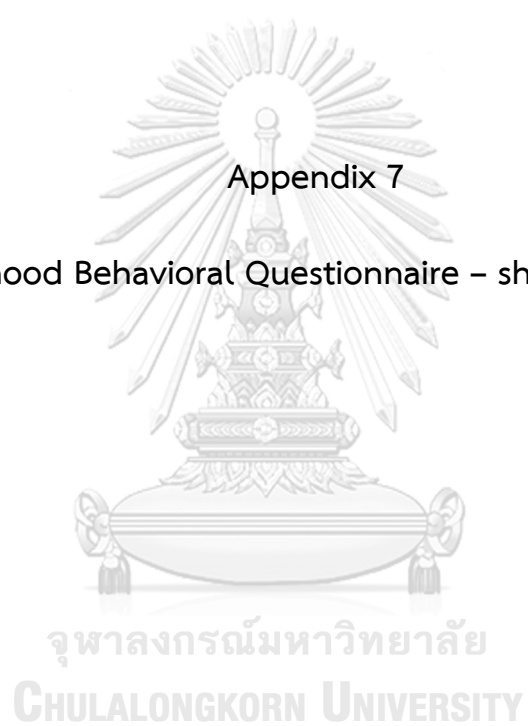 Appendix 7
ood Behavioral Questionnaire – sh
จุฬาลงกรณ์มหาวิทยาลัย
CHULALONGKORN UNIVERSITY